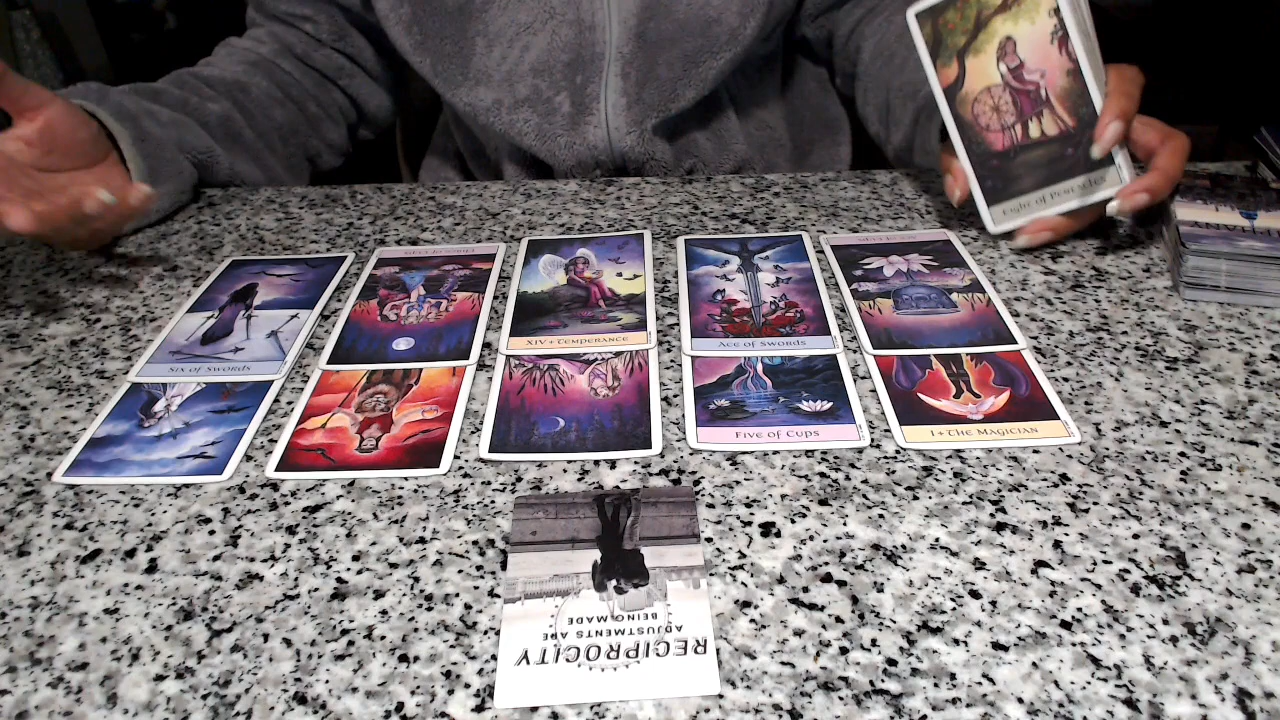 Eight of Pentacles
Six of Swords
XIV + Temperance
Ace of Swords
Five of Cups
I + The Magician
RECIPROCITY
ADJUSTMENTS ARE
BEING MADE